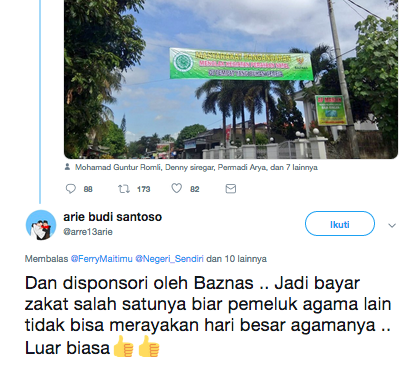 Mohamad Guntur Romli, Denny siregar, Permadi Arya, dan 7 lainnya
88 173 82
arie budi santoso
@arre13arie
Ikuti
Membalas @FerryMaitimu @Negeri_Sendiri dan 10 lainnya
Dan disponsori oleh Baznas .. Jadi bayar
zakat salah satunya biar pemeluk agama lain
tidak bisa merayakan hari besar agamanya ..
Luar biasa👍👍